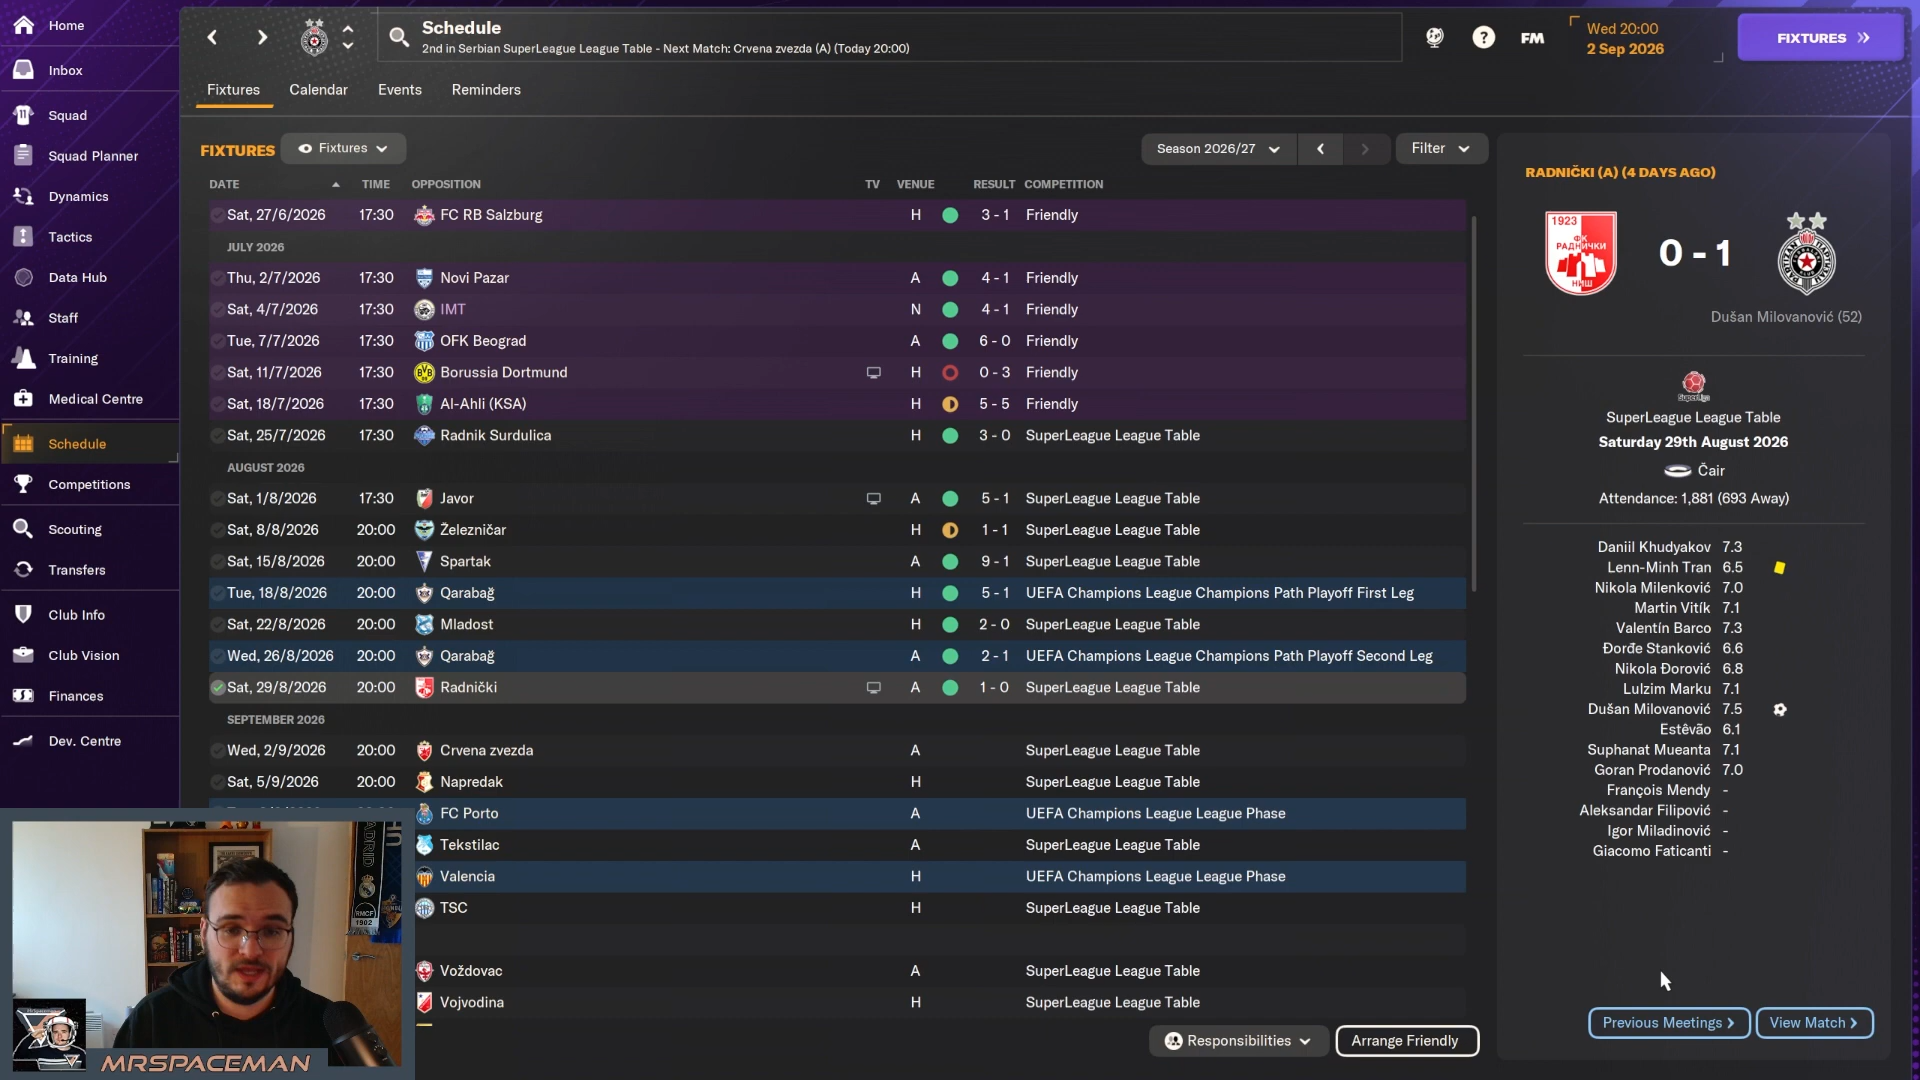 Home
Inbox
Squad
Squad Planner
Dynamics
Tactics
Data Hub
Staff
Training
Medical Centre
Schedule
Competitions
Scouting
Transfers
Club Info
Club Vision
Finances
Dev. Centre
Schedule
2nd in Serbian SuperLeague League Table - Next Match: Crvena zvezda (A) (Today 20:00)
FM
Wed 20:00
2 Sep 2026
FIXTURES
Fixtures Calendar Events Reminders
FIXTURES Fixtures Season 2026/27 Filter
DATE TIME OPPOSITION TV VENUE RESULT COMPETITION
Sat, 27/6/2026 17:30 FC RB Salzburg H 3 - 1 Friendly
JULY 2026
Thu, 2/7/2026 17:30 Novi Pazar A 4 - 1 Friendly
Sat, 4/7/2026 17:30 IMT N 4 - 1 Friendly
Tue, 7/7/2026 17:30 OFK Beograd A 6 - 0 Friendly
Sat, 11/7/2026 17:30 Borussia Dortmund H 0 - 3 Friendly
Sat, 18/7/2026 17:30 Al-Ahli (KSA) H 5 - 5 Friendly
Sat, 25/7/2026 17:30 Radnik Surdulica H 3 - 0 SuperLeague League Table
AUGUST 2026
Sat, 1/8/2026 17:30 Javor A 5 - 1 SuperLeague League Table
Sat, 8/8/2026 20:00 Železničar H 1 - 1 SuperLeague League Table
Sat, 15/8/2026 20:00 Spartak A 9 - 1 SuperLeague League Table
Tue, 18/8/2026 20:00 Qarabağ H 5 - 1 UEFA Champions League Champions Path Playoff First Leg
Sat, 22/8/2026 20:00 Mladost H 2 - 0 SuperLeague League Table
Wed, 26/8/2026 20:00 Qarabağ A 2 - 1 UEFA Champions League Champions Path Playoff Second Leg
Sat, 29/8/2026 20:00 Radnički A 1 - 0 SuperLeague League Table
SEPTEMBER 2026
Wed, 2/9/2026 20:00 Crvena zvezda A SuperLeague League Table
Sat, 5/9/2026 20:00 Napredak H SuperLeague League Table
FC Porto A UEFA Champions League League Phase
Tekstilac A SuperLeague League Table
Valencia H UEFA Champions League League Phase
TSC H SuperLeague League Table
Voždovac A SuperLeague League Table
Vojvodina H SuperLeague League Table
Responsibilities Arrange Friendly
RADNIČKI (A) (4 DAYS AGO)
1923
ФК
РАДНИЧКИ
НИШ
0 - 1
Dušan Milovanović (52)
SuperLeague League Table
Saturday 29th August 2026
Čair
Attendance: 1,881 (693 Away)
Daniil Khudyakov 7.3
Lenn-Minh Tran 6.5
Nikola Milenković 7.0
Martin Vitík 7.1
Valentín Barco 7.3
Đorđe Stanković 6.6
Nikola Đorović 6.8
Lulzim Marku 7.1
Dušan Milovanović 7.5
Estêvão 6.1
Suphanat Mueanta 7.1
Goran Prodanović 7.0
François Mendy -
Aleksandar Filipović -
Igor Miladinović -
Giacomo Faticanti -
Previous Meetings View Match
RMCF
1902
MRSPACEMAN